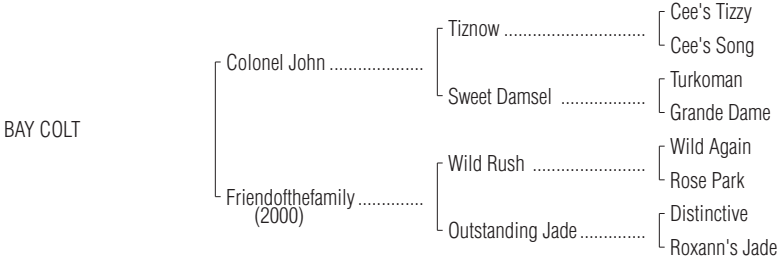 Cee's Tizzy
Tiznow ..............................
Cee's Song
Colonel John ....................
Turkoman
Sweet Damsel ..................
Grande Dame
BAY COLT
Wild Again
Wild Rush ........................
Rose Park
Friendofthefamily ..............
(2000)
Distinctive
Outstanding Jade ..............
Roxann's Jade